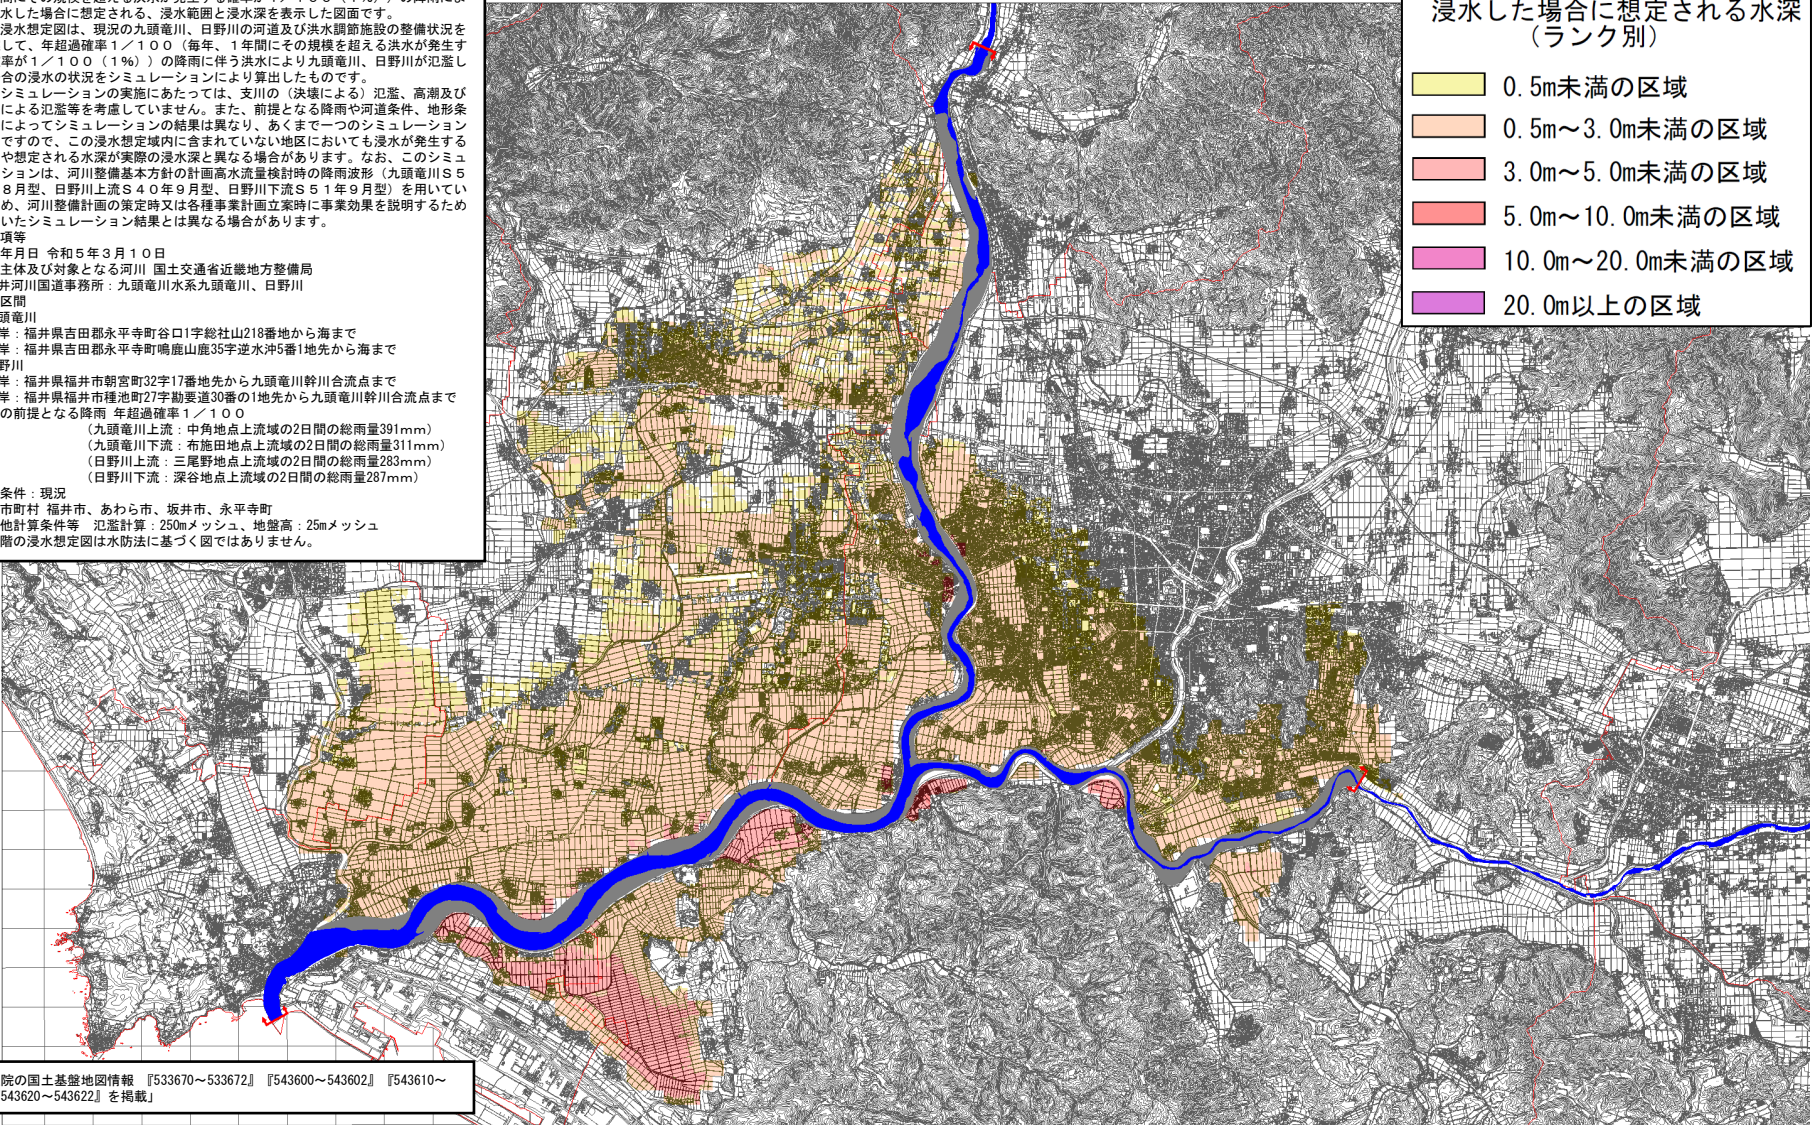 水した場合に想定される、浸水範囲と浸水深を表示した図面です。
浸水想定図は、現況の九頭竜川、日野川の河道及び洪水調節施設の整備状況を
して、年超過確率１／１００（毎年、１年間にその規模を超える洪水が発生す
率が１／１００（１％））の降雨に伴う洪水により九頭竜川、日野川が氾濫し
合の浸水の状況をシミュレーションにより算出したものです。
シミュレーションの実施にあたっては、支川の（決壊による）氾濫、高潮及び
による氾濫等を考慮していません。また、前提となる降雨や河道条件、地形条
によってシミュレーションの結果は異なり、あくまで一つのシミュレーション
ですので、この浸水想定域内に含まれていない地区においても浸水が発生する
や想定される水深が実際の浸水深と異なる場合があります。なお、このシミュ
ションは、河川整備基本方針の計画高水流量検討時の降雨波形（九頭竜川Ｓ５
８月型、日野川上流Ｓ４０年９月型、日野川下流Ｓ５１年９月型）を用いてい
め、河川整備計画の策定時又は各種事業計画立案時に事業効果を説明するため
いたシミュレーション結果とは異なる場合があります。
項等
年月日 令和５年３月１０日
主体及び対象となる河川 国土交通省近畿地方整備局
井河川国道事務所：九頭竜川水系九頭竜川、日野川
区間
頭竜川
岸：福井県吉田郡永平寺町谷口1字総社山218番地から海まで
岸：福井県吉田郡永平寺町鳴鹿山鹿35字逆水沖5番1地先から海まで
野川
岸：福井県福井市朝宮町32字17番地先から九頭竜川幹川合流点まで
岸：福井県福井市種池町27字勘要道30番の1地先から九頭竜川幹川合流点まで
の前提となる降雨 年超過確率１／１００
（九頭竜川上流：中角地点上流域の2日間の総雨量391mm）
（九頭竜川下流：布施田地点上流域の2日間の総雨量311mm）
（日野川上流：三尾野地点上流域の2日間の総雨量283mm）
（日野川下流：深谷地点上流域の2日間の総雨量287mm）
条件：現況
市町村 福井市、あわら市、坂井市、永平寺町
他計算条件等 氾濫計算：250mメッシュ、地盤高：25mメッシュ
階の浸水想定図は水防法に基づく図ではありません。
浸水した場合に想定される水深
（ランク別）
0.5m未満の区域
0.5m～3.0m未満の区域
3.0m～5.0m未満の区域
5.0m～10.0m未満の区域
10.0m～20.0m未満の区域
20.0m以上の区域
院の国土基盤地図情報 『533670～533672』『543600～543602』『543610～
543620～543622』を掲載」